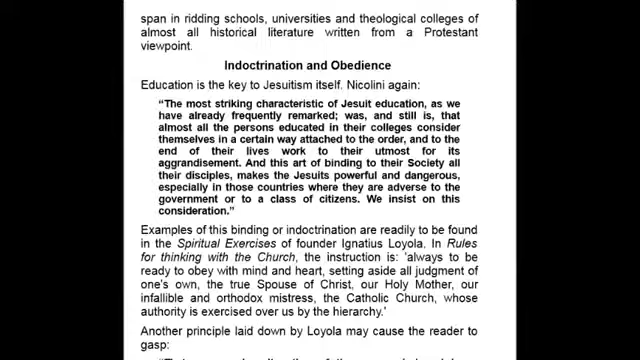 span in ridding schools, universities and theological colleges of
almost all historical literature written from a Protestant
viewpoint.
Indoctrination and Obedience
Education is the key to Jesuitism itself. Nicolini again:
“The most striking characteristic of Jesuit education, as we
have already frequently remarked; was, and still is, that
almost all the persons educated in their colleges consider
themselves in a certain way attached to the order, and to the
end of their lives work to their utmost for its
aggrandisement. And this art of binding to their Society all
their disciples, makes the Jesuits powerful and dangerous,
especially in those countries where they are adverse to the
government or to a class of citizens. We insist on this
consideration.”
Examples of this binding or indoctrination are readily to be found
in the Spiritual Exercises of founder Ignatius Loyola. In Rules
for thinking with the Church, the instruction is: ‘always to be
ready to obey with mind and heart, setting aside all judgment of
one’s own, the true Spouse of Christ, our Holy Mother, our
infallible and orthodox mistress, the Catholic Church, whose
authority is exercised over us by the hierarchy.’
Another principle laid down by Loyola may cause the reader to
gasp: